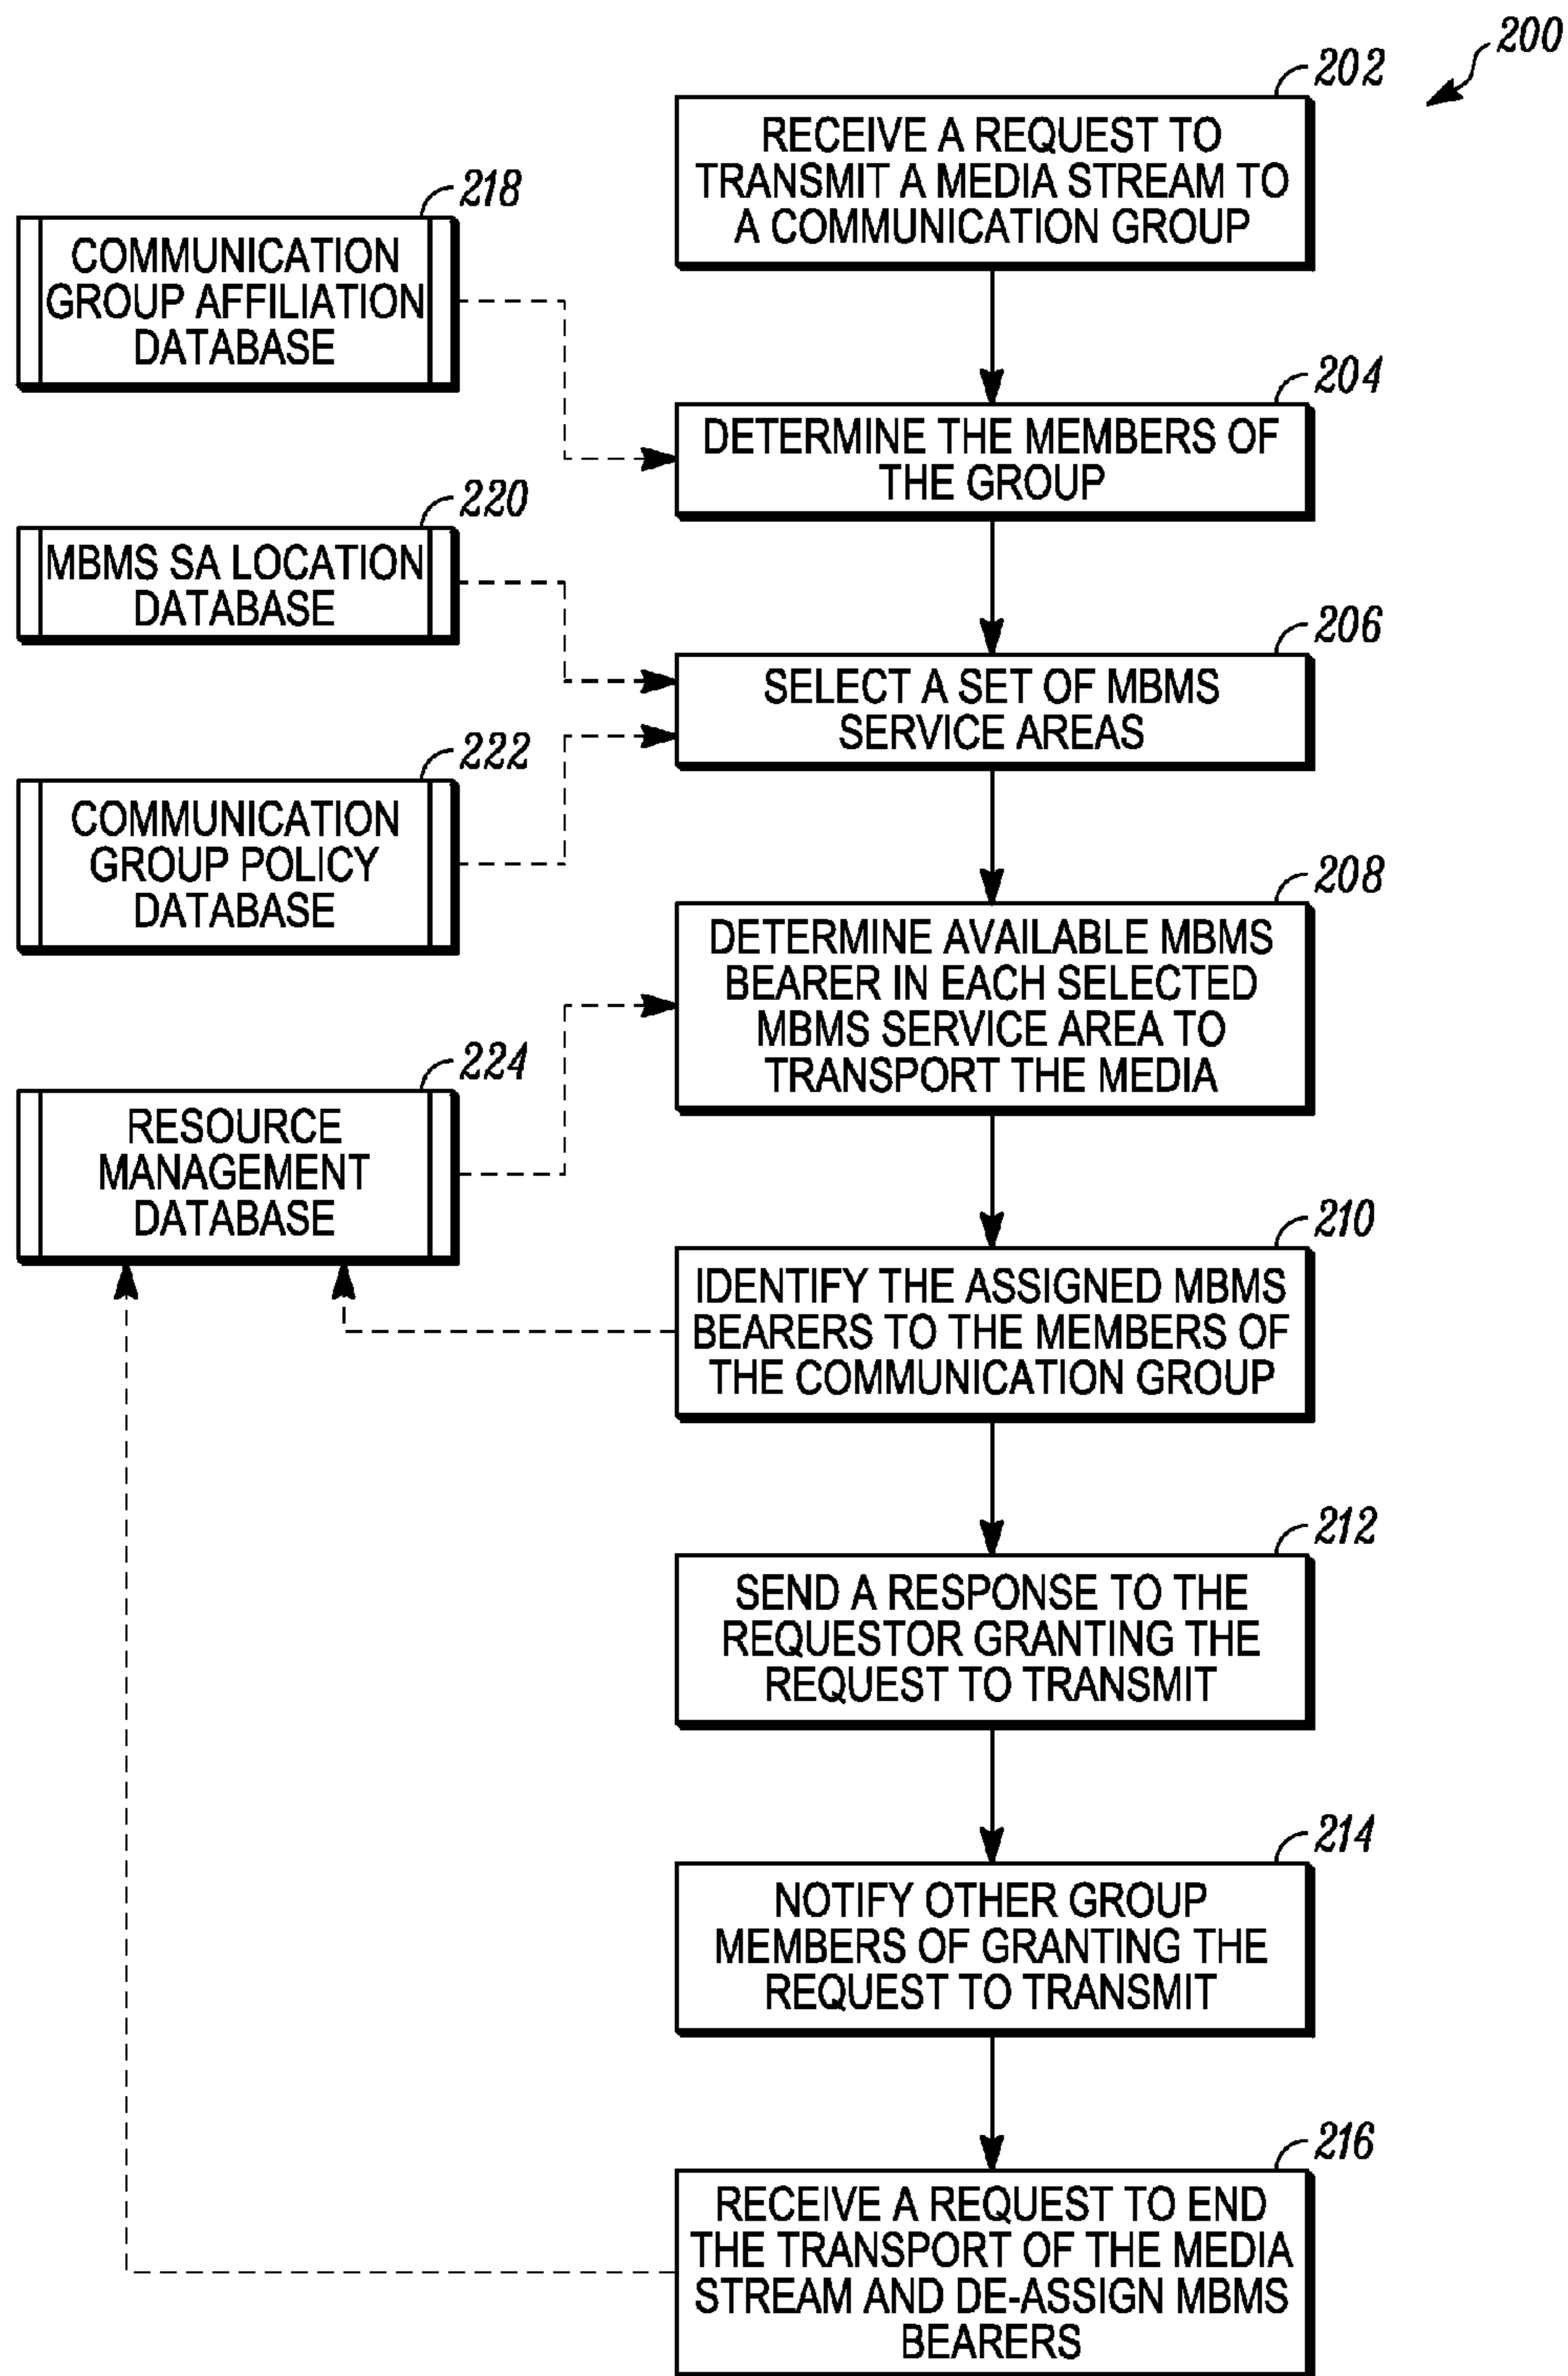 200
202
RECEIVE A REQUEST TO
TRANSMIT A MEDIA STREAM TO
A COMMUNICATION GROUP
218
COMMUNICATION
GROUP AFFILIATION
DATABASE
204
DETERMINE THE MEMBERS OF
THE GROUP
220
MBMS SA LOCATION
DATABASE
206
SELECT A SET OF MBMS
SERVICE AREAS
222
COMMUNICATION
GROUP POLICY
DATABASE
208
DETERMINE AVAILABLE MBMS
BEARER IN EACH SELECTED
MBMS SERVICE AREA TO
TRANSPORT THE MEDIA
224
RESOURCE
MANAGEMENT
DATABASE
210
IDENTIFY THE ASSIGNED MBMS
BEARERS TO THE MEMBERS OF
THE COMMUNICATION GROUP
212
SEND A RESPONSE TO THE
REQUESTOR GRANTING THE
REQUEST TO TRANSMIT
214
NOTIFY OTHER GROUP
MEMBERS OF GRANTING THE
REQUEST TO TRANSMIT
216
RECEIVE A REQUEST TO END
THE TRANSPORT OF THE MEDIA
STREAM AND DE-ASSIGN MBMS
BEARERS